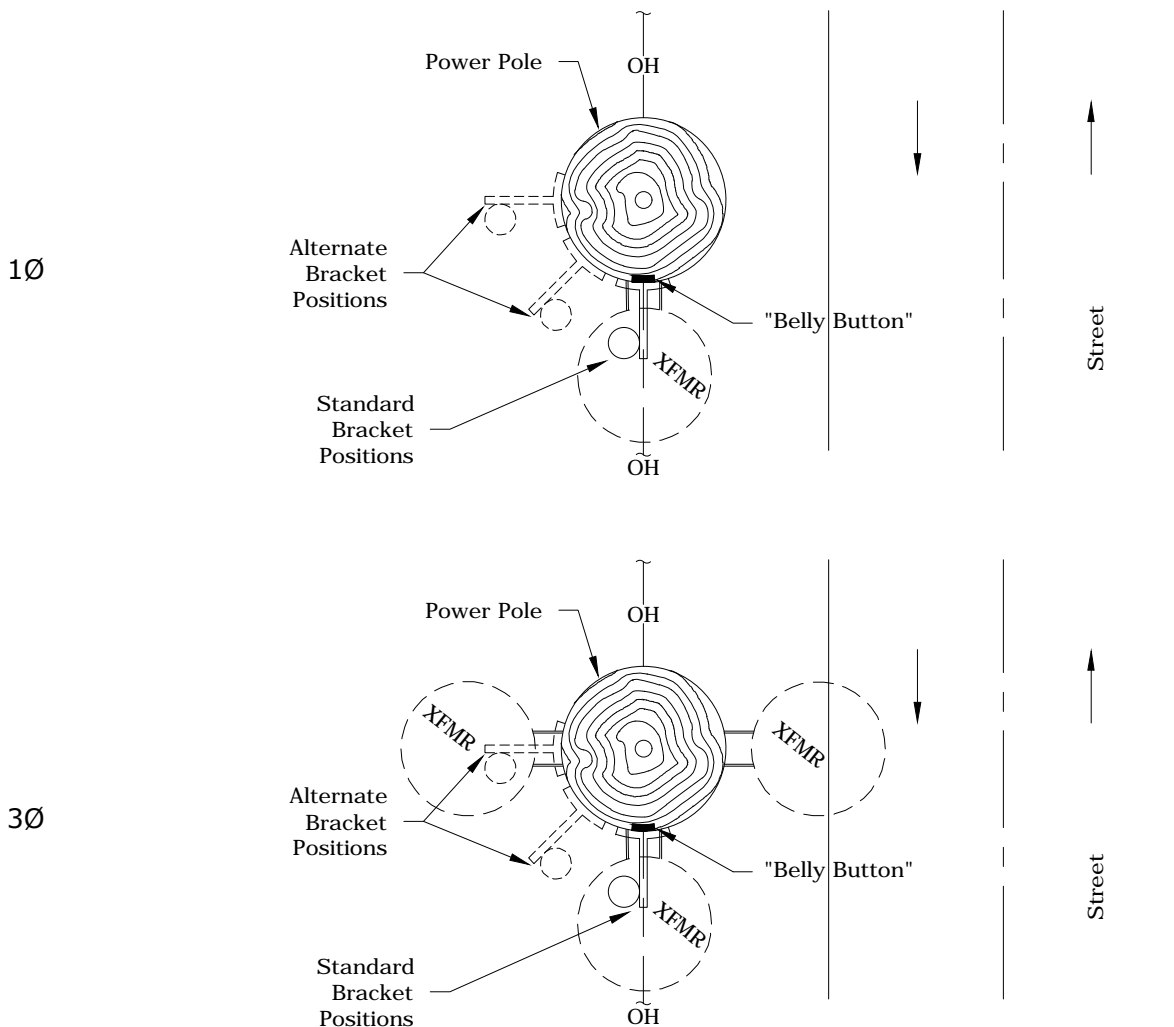 Power Pole
OH
1Ø
Alternate
Bracket
Positions
"Belly Button"
Street
XFMR
Standard
Bracket
Positions
OH
Power Pole
OH
XFMR
XFMR
3Ø
Alternate
Bracket
Positions
"Belly Button"
Street
XFMR
Standard
Bracket
Positions
OH